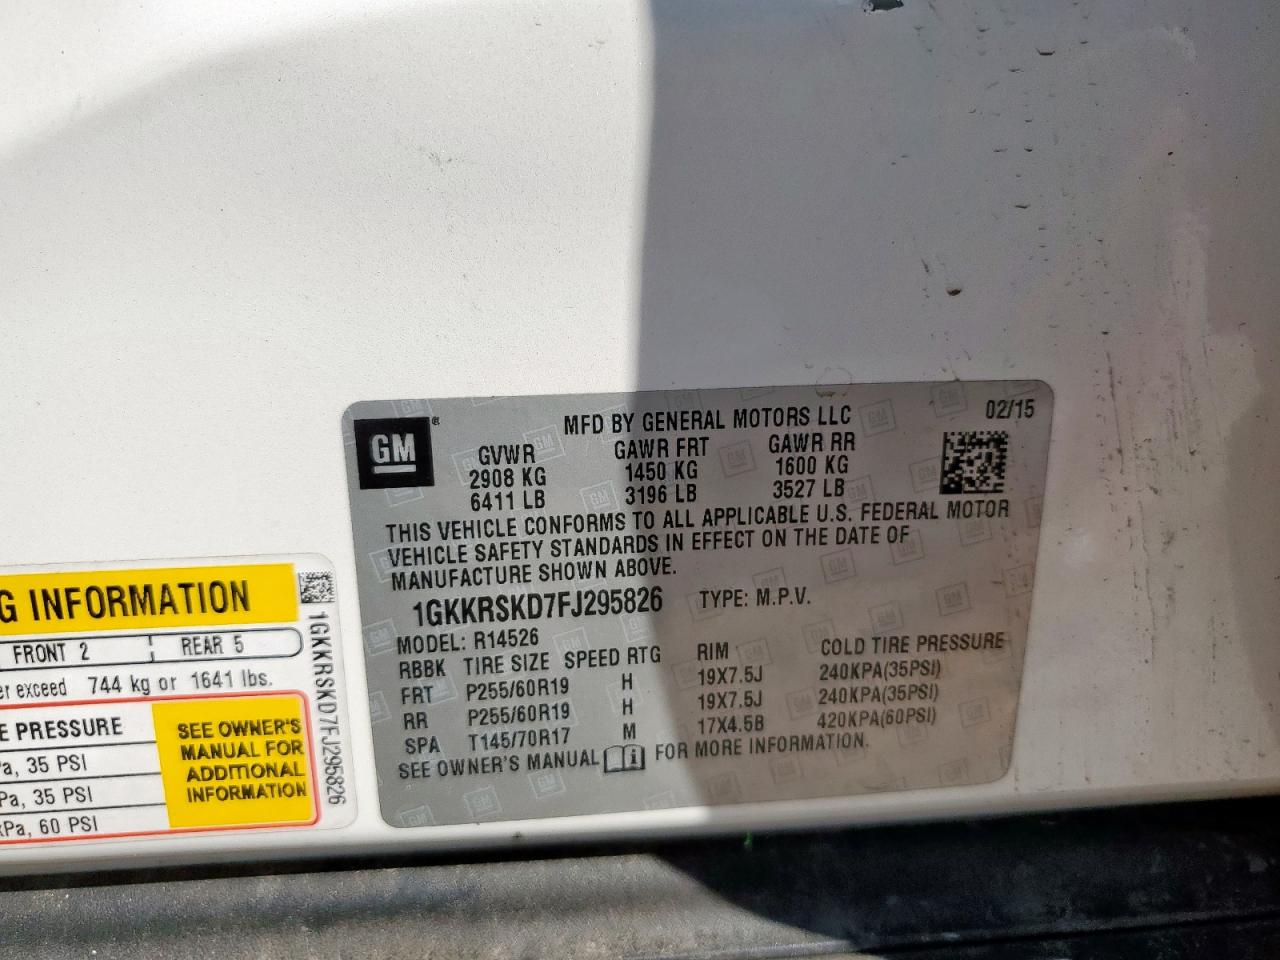 GM
MFD BY GENERAL MOTORS LLC 02/15
GVWR GAWR FRT GAWR RR
2908 KG 1450 KG 1600 KG
6411 LB 3196 LB 3527 LB
THIS VEHICLE CONFORMS TO ALL APPLICABLE U.S. FEDERAL MOTOR
VEHICLE SAFETY STANDARDS IN EFFECT ON THE DATE OF
MANUFACTURE SHOWN ABOVE.
1GKKRSKD7FJ295826 TYPE: M.P.V.
MODEL: R14526
RBBK TIRE SIZE SPEED RTG RIM COLD TIRE PRESSURE
FRT P255/60R19 H 19X7.5J 240KPA(35PSI)
RR P255/60R19 H 19X7.5J 240KPA(35PSI)
SPA T145/70R17 M 17X4.5B 420KPA(60PSI)
SEE OWNER'S MANUAL FOR MORE INFORMATION.
G INFORMATION
FRONT 2 REAR 5
er exceed 744 kg or 1641 lbs.
E PRESSURE
Pa, 35 PSI
kPa, 35 PSI
kPa, 60 PSI
SEE OWNER'S
MANUAL FOR
ADDITIONAL
INFORMATION
1GKKRSKD7FJ295826